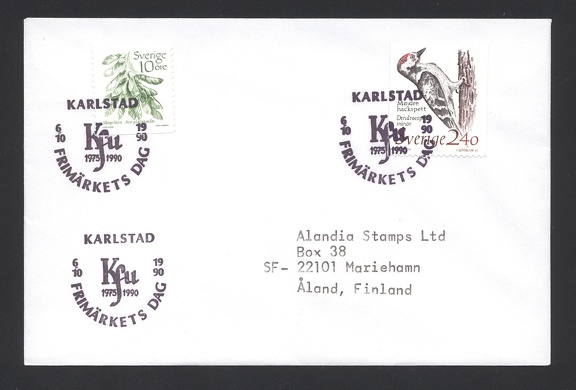 Sverige
10 öre
KARLSTAD
6/10 Kfu 19 90
1975 1990
FRIMÄRKETS DAG
Mindre
hackspett
Dendrocopos
minor
Sverige 240
KARLSTAD
6/10 Kfu 19 90
1975 1990
FRIMÄRKETS DAG
KARLSTAD
6/10 Kfu 19 90
1975 1990
FRIMÄRKETS DAG
Alandia Stamps Ltd
Box 38
SF- 22101 Mariehamn
Åland, Finland